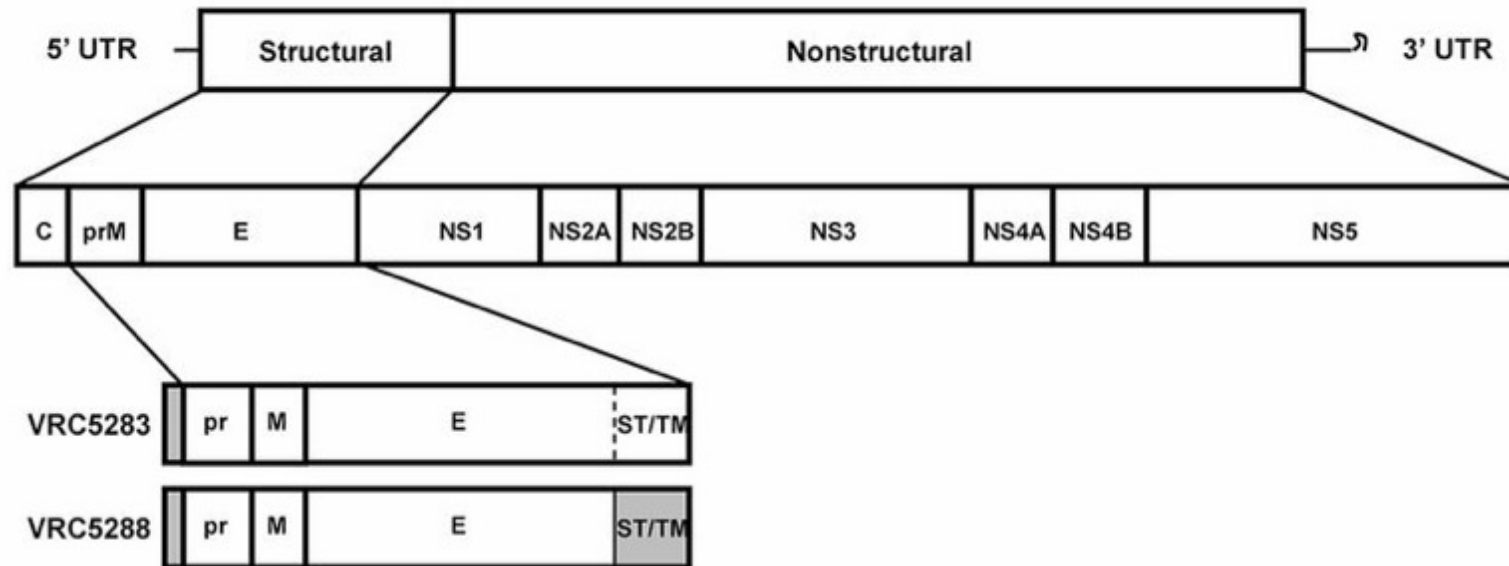 5' UTR Structural Nonstructural 3' UTR
C prM E NS1 NS2A NS2B NS3 NS4A NS4B NS5
VRC5283 pr M E ST/TM
VRC5288 pr M E ST/TM